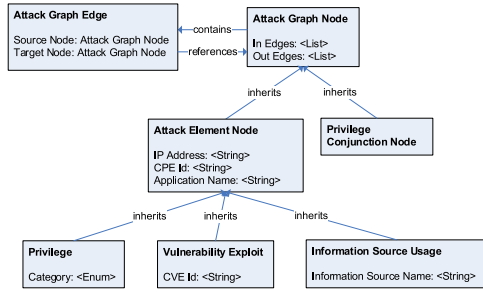 Attack Graph Edge
Source Node: Attack Graph Node
Target Node: Attack Graph Node
contains
references
Attack Graph Node
In Edges: <List>
Out Edges: <List>
inherits
inherits
Attack Element Node
IP Address: <String>
CPE Id: <String>
Application Name: <String>
Privilege
Conjunction Node
inherits
inherits
inherits
Privilege
Category: <Enum>
Vulnerability Exploit
CVE Id: <String>
Information Source Usage
Information Source Name: <String>